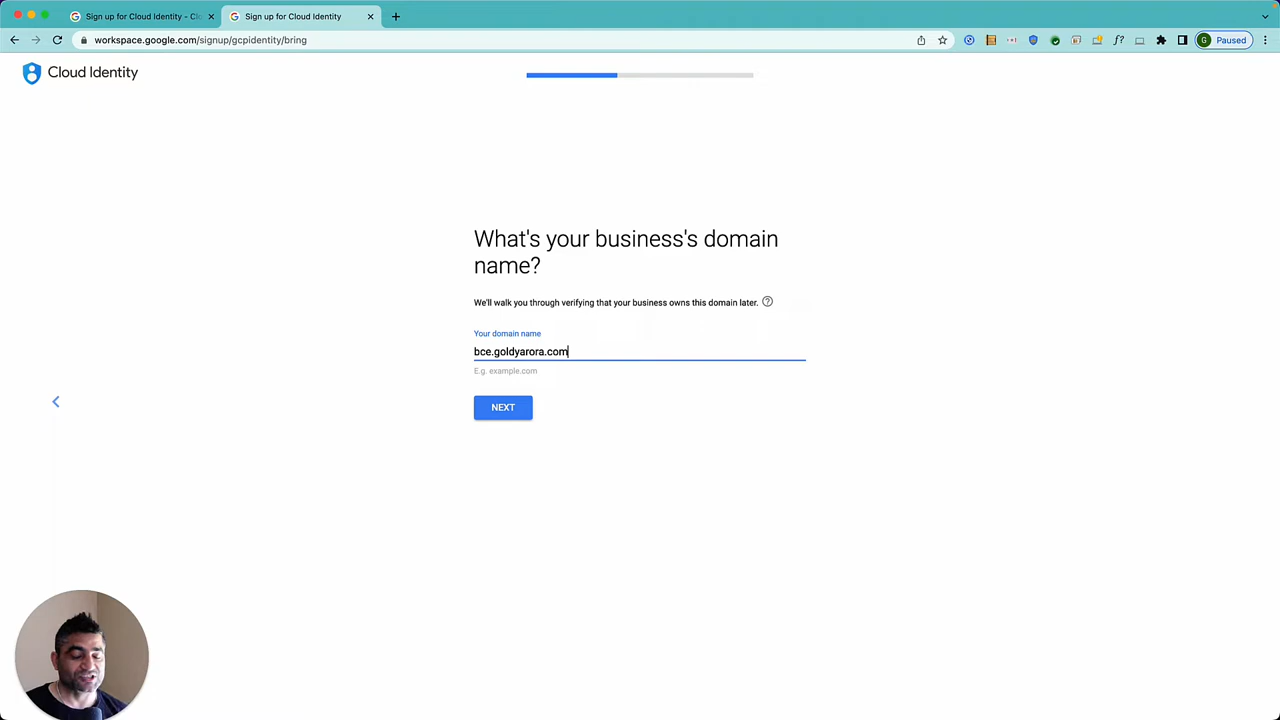 Sign up for Cloud Identity - Clo
Sign up for Cloud Identity
workspace.google.com/signup/gcpidentity/bring
f?
G
Paused
Cloud Identity
What's your business's domain
name?
We'll walk you through verifying that your business owns this domain later.
Your domain name
bce.goldyarora.com
E.g. example.com
NEXT